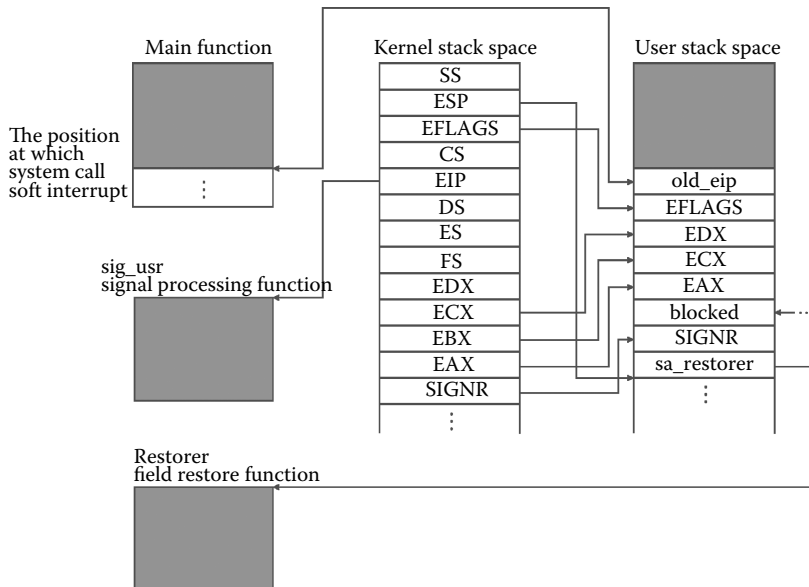 Main function
Kernel stack space
User stack space
The position
at which
system call
soft interrupt
⋮
sig_usr
signal processing function
Restorer
field restore function
SS
ESP
EFLAGS
CS
EIP
DS
ES
FS
EDX
ECX
EBX
EAX
SIGNR
⋮
old_eip
EFLAGS
EDX
ECX
EAX
blocked
SIGNR
sa_restorer
⋮